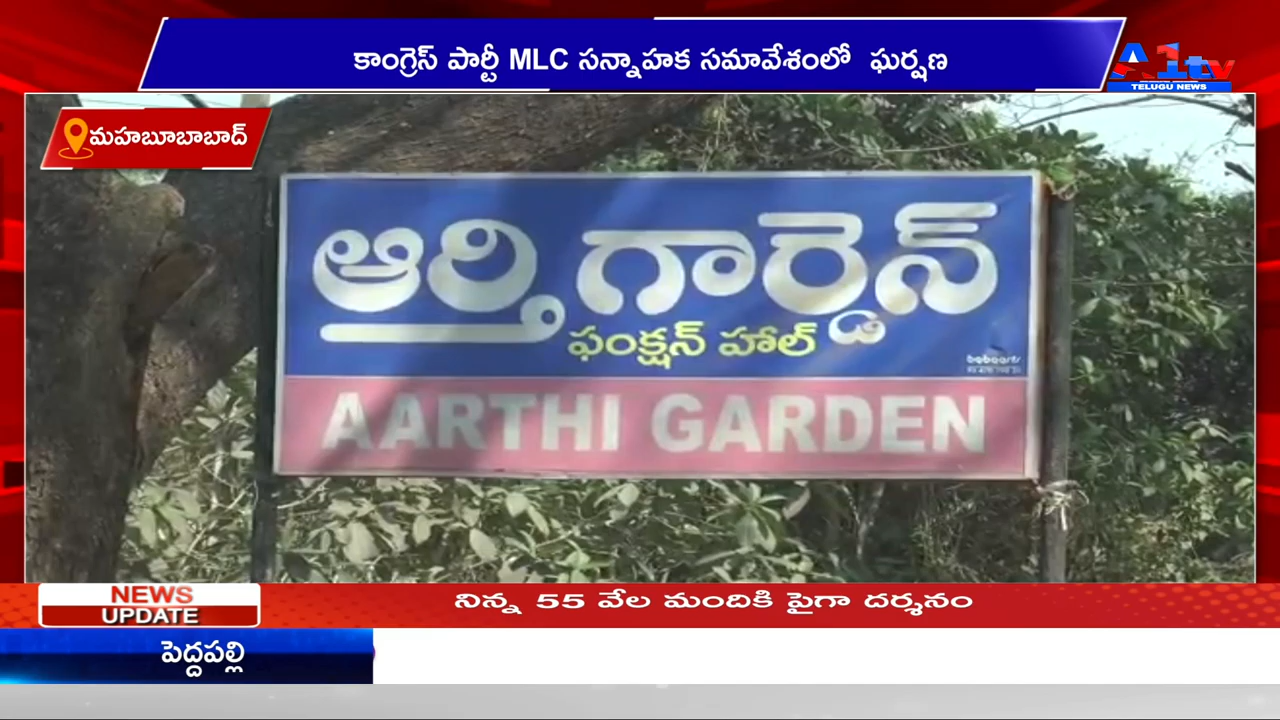 కాంగ్రెస్ పార్టీ MLC సన్నాహక సమావేశంలో ఘర్షణ
A1tv
TELUGU NEWS
మహబూబాబాద్
ఆర్తి గార్డెన్
ఫంక్షన్ హాల్
AARTHI GARDEN
NEWS
UPDATE
నిన్న 55 వేల మందికి పైగా దర్శనం
పెద్దపల్లి